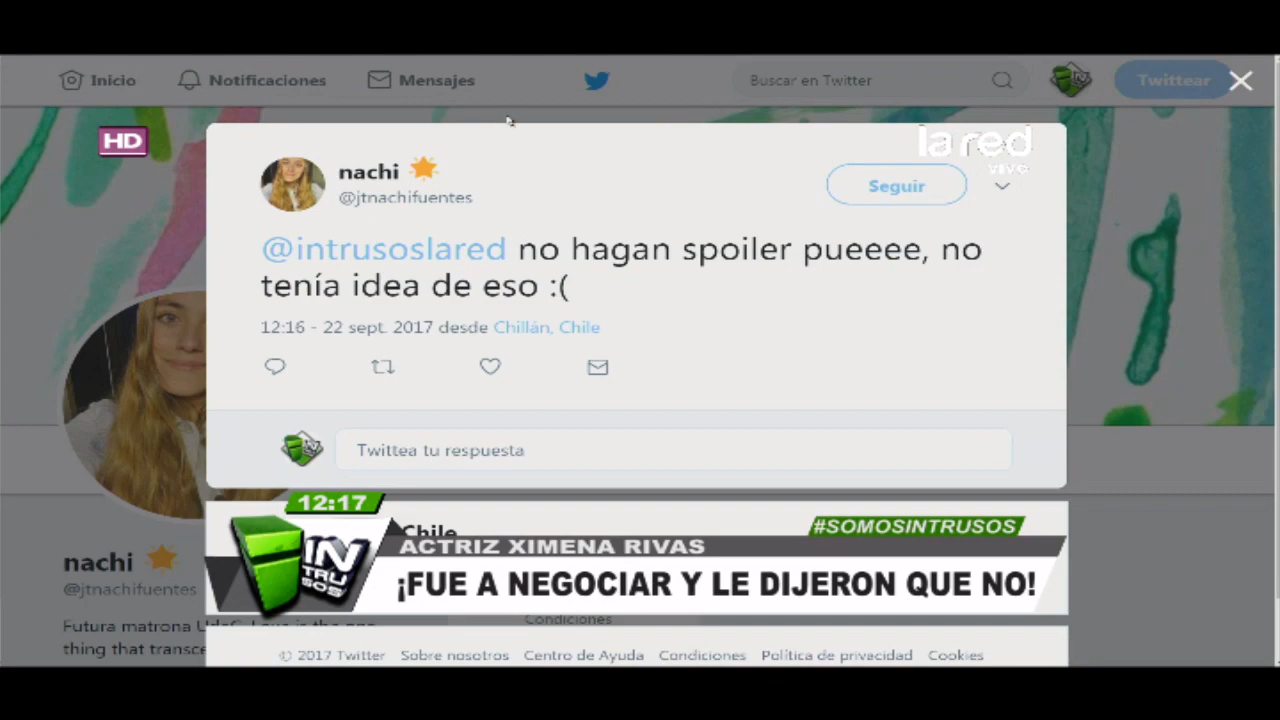 Inicio
Notificaciones
Mensajes
Buscar en Twitter
Twittear
HD
la red
VIVO
nachi
@jtnachifuentes
Seguir
@intrusoslared no hagan spoiler pueeee, no
tenía idea de eso :(
12:16 - 22 sept. 2017 desde Chillán, Chile
Twittea tu respuesta
12:17
Chile
#SOMOSINTRUSOS
IN
TRU
SOS
ACTRIZ XIMENA RIVAS
¡FUE A NEGOCIAR Y LE DIJERON QUE NO!
nachi
@jtnachifuentes
Futura matrona UdeC. Love is the one
thing that transce
Condiciones
© 2017 Twitter Sobre nosotros Centro de Ayuda Condiciones Política de privacidad Cookies